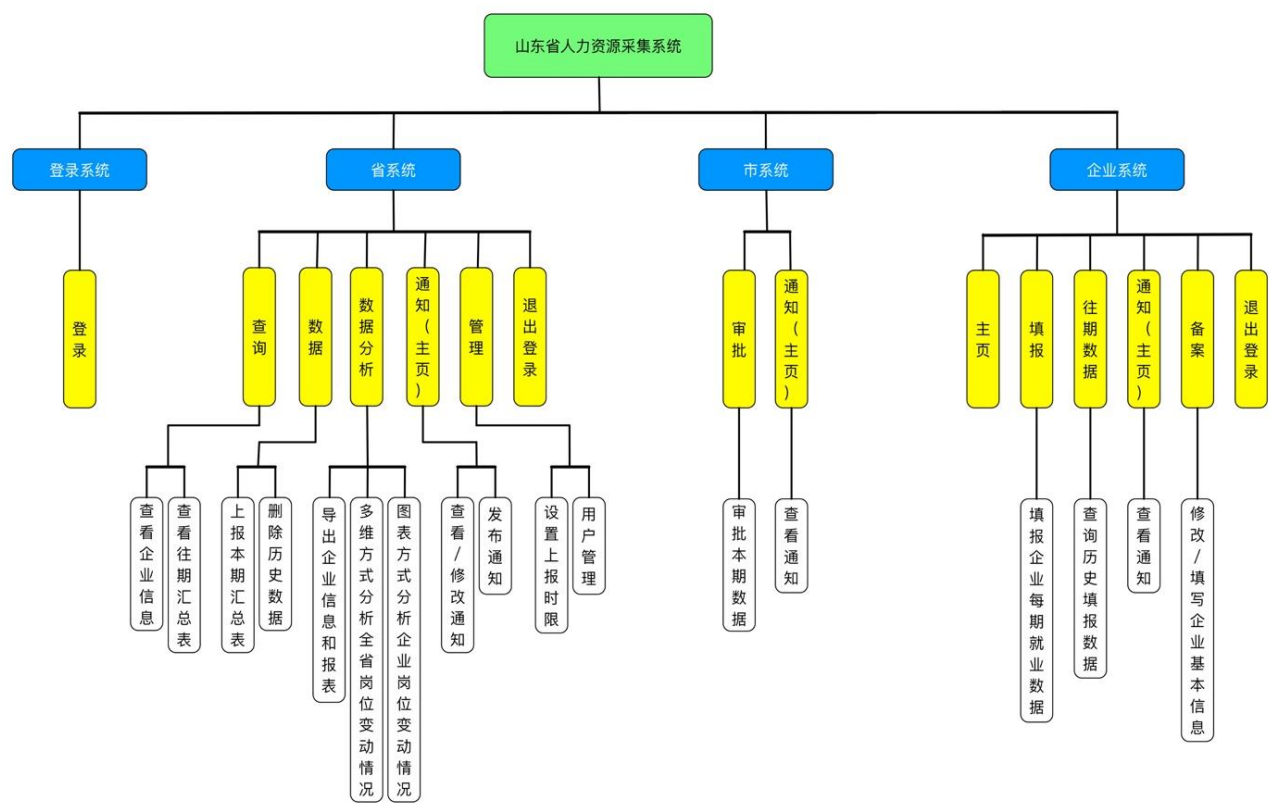 山东省人力资源采集系统
登录系统
省系统
市系统
企业系统
登录
查询
数据
数据分析
通知(主页)
管理
退出登录
审批
通知(主页)
主页
填报
往期数据
通知(主页)
备案
退出登录
查看企业信息
查看往期汇总表
上报本期汇总表
删除历史数据
导出企业信息和报表
多维方式分析全省岗位变动情况
图表方式分析企业岗位变动情况
查看/修改通知
发布通知
设置上报时限
用户管理
审批本期数据
查看通知
填报企业每期就业数据
查询历史填报数据
查看通知
修改/填写企业基本信息